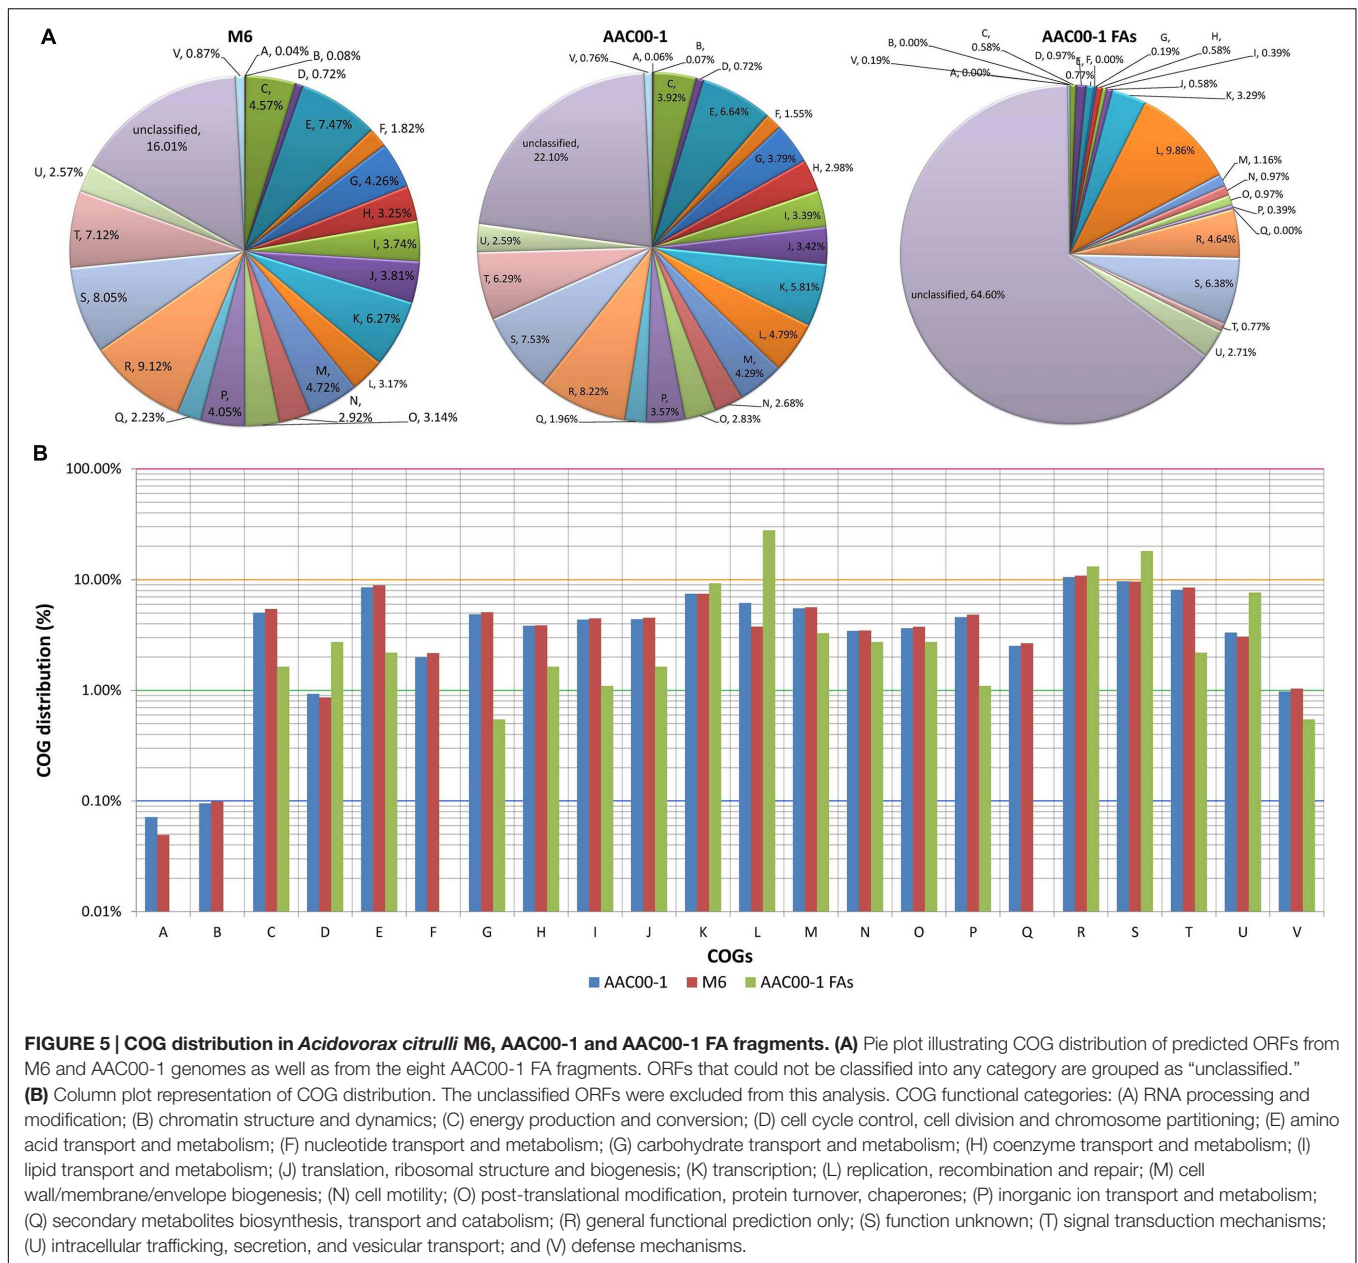 A
M6
V, 0.87%
A, 0.04%
B, 0.08%
D, 0.72%
C, 4.57%
E, 7.47%
F, 1.82%
G, 4.26%
H, 3.25%
I, 3.74%
J, 3.81%
K, 6.27%
L, 3.17%
M, 4.72%
N, 2.92%
O, 3.14%
P, 4.05%
Q, 2.23%
R, 9.12%
S, 8.05%
T, 7.12%
U, 2.57%
unclassified, 16.01%
AAC00-1
V, 0.76%
A, 0.06%
B, 0.07%
D, 0.72%
C, 3.92%
E, 6.64%
F, 1.55%
G, 3.79%
H, 2.98%
I, 3.39%
J, 3.42%
K, 5.81%
L, 4.79%
M, 4.29%
N, 2.68%
O, 2.83%
P, 3.57%
Q, 1.96%
R, 8.22%
S, 7.53%
T, 6.29%
U, 2.59%
unclassified, 22.10%
AAC00-1 FAs
V, 0.19%
A, 0.00%
B, 0.00%
C, 0.58%
D, 0.97%
E, 0.77%
F, 0.00%
G, 0.19%
H, 0.58%
I, 0.39%
J, 0.58%
K, 3.29%
L, 9.86%
M, 1.16%
N, 0.97%
O, 0.97%
P, 0.39%
Q, 0.00%
R, 4.64%
S, 6.38%
T, 0.77%
U, 2.71%
unclassified, 64.60%
B
100.00%
10.00%
1.00%
0.10%
0.01%
COG distribution (%)
A B C D E F G H I J K L M N O P Q R S T U V
COGs
AAC00-1 M6 AAC00-1 FAs
FIGURE 5 | COG distribution in Acidovorax citrulli M6, AAC00-1 and AAC00-1 FA fragments. (A) Pie plot illustrating COG distribution of predicted ORFs from
M6 and AAC00-1 genomes as well as from the eight AAC00-1 FA fragments. ORFs that could not be classified into any category are grouped as “unclassified.”
(B) Column plot representation of COG distribution. The unclassified ORFs were excluded from this analysis. COG functional categories: (A) RNA processing and
modification; (B) chromatin structure and dynamics; (C) energy production and conversion; (D) cell cycle control, cell division and chromosome partitioning; (E) amino
acid transport and metabolism; (F) nucleotide transport and metabolism; (G) carbohydrate transport and metabolism; (H) coenzyme transport and metabolism; (I)
lipid transport and metabolism; (J) translation, ribosomal structure and biogenesis; (K) transcription; (L) replication, recombination and repair; (M) cell
wall/membrane/envelope biogenesis; (N) cell motility; (O) post-translational modification, protein turnover, chaperones; (P) inorganic ion transport and metabolism;
(Q) secondary metabolites biosynthesis, transport and catabolism; (R) general functional prediction only; (S) function unknown; (T) signal transduction mechanisms;
(U) intracellular trafficking, secretion, and vesicular transport; and (V) defense mechanisms.